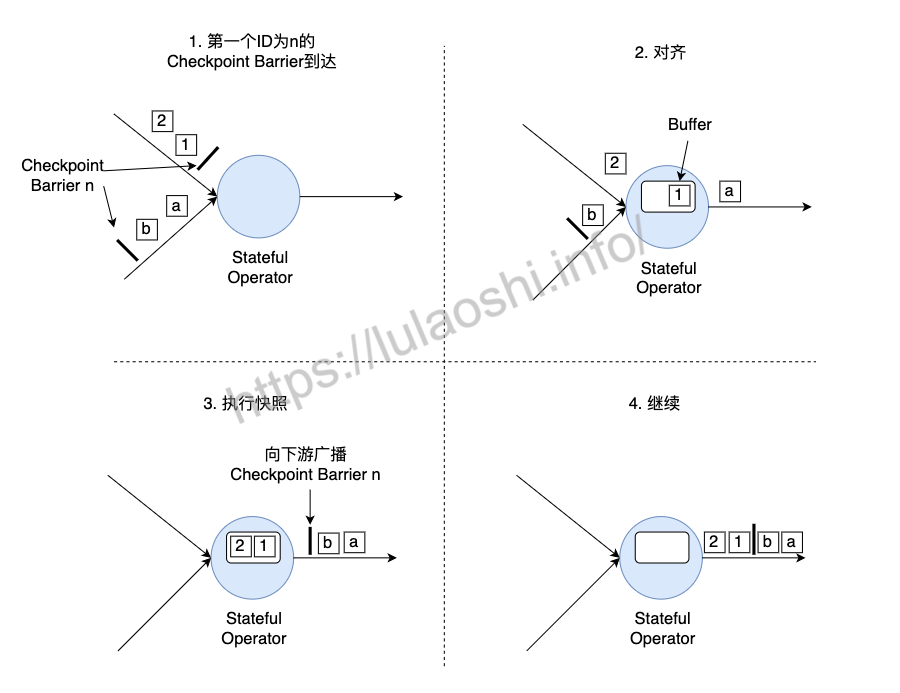 1. 第一个ID为n的
Checkpoint Barrier到达
2
1
Checkpoint
Barrier n
a
b
Stateful
Operator
2. 对齐
Buffer
2
1
a
b
Stateful
Operator
https://lulaoshi.info/
3. 执行快照
向下游广播
Checkpoint Barrier n
2 1
b a
Stateful
Operator
4. 继续
2 1 b a
Stateful
Operator